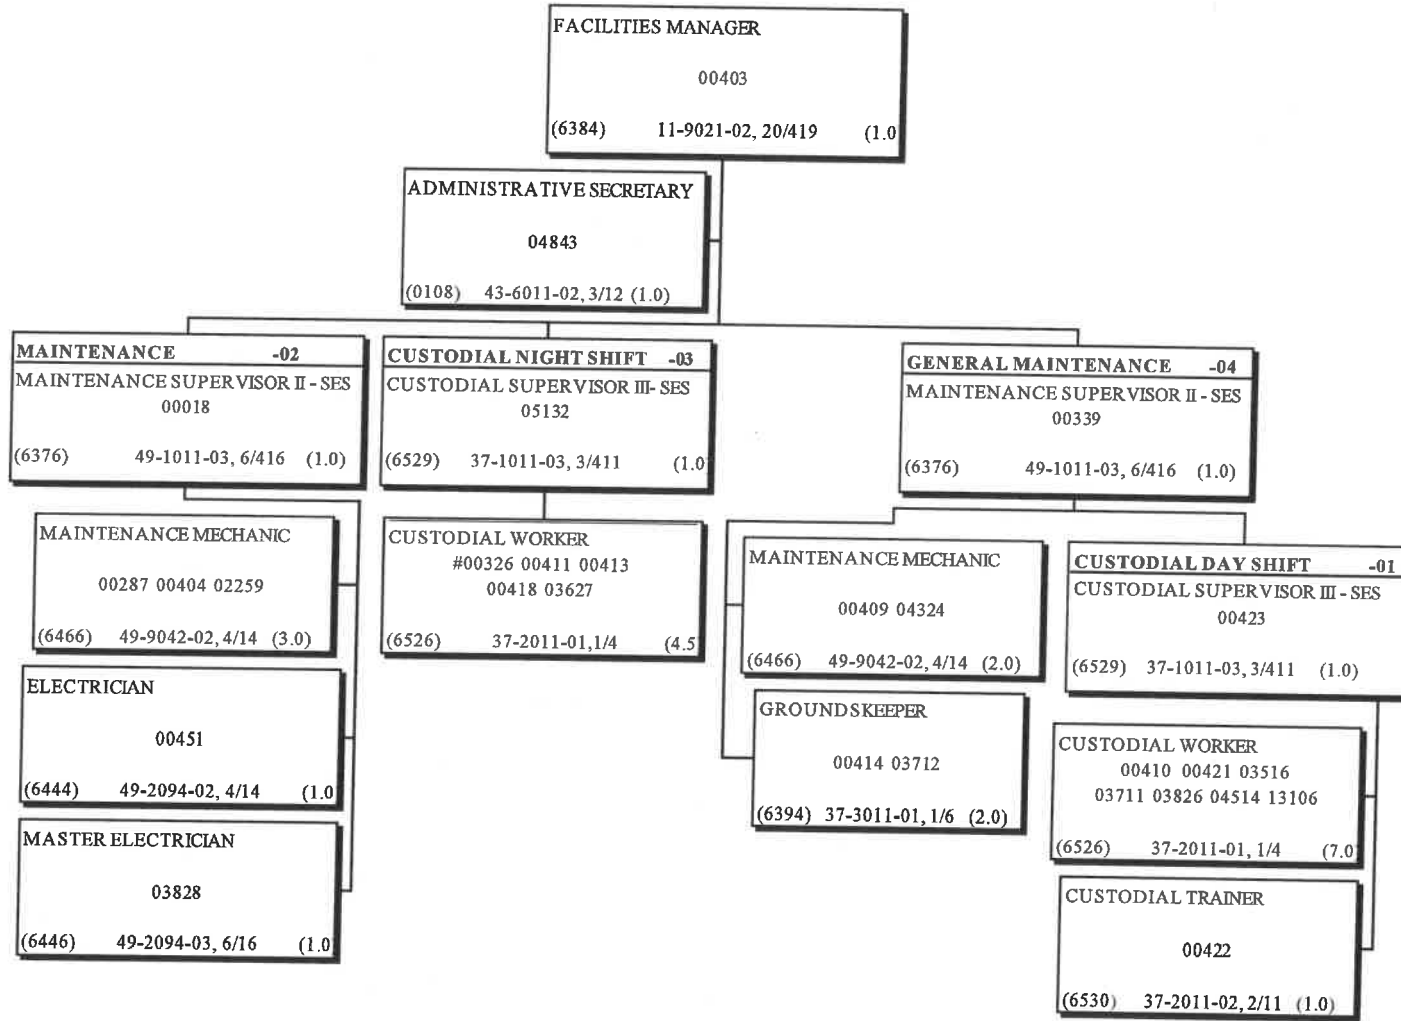 FACILITIES MANAGER
00403
(6384) 11-9021-02, 20/419 (1.0
ADMINISTRATIVE SECRETARY
04843
(0108) 43-6011-02, 3/12 (1.0)
MAINTENANCE -02
MAINTENANCE SUPERVISOR II - SES
00018
(6376) 49-1011-03, 6/416 (1.0)
CUSTODIAL NIGHT SHIFT -03
CUSTODIAL SUPERVISOR III- SES
05132
(6529) 37-1011-03, 3/411 (1.0
GENERAL MAINTENANCE -04
MAINTENANCE SUPERVISOR II - SES
00339
(6376) 49-1011-03, 6/416 (1.0)
MAINTENANCE MECHANIC
00287 00404 02259
(6466) 49-9042-02, 4/14 (3.0)
CUSTODIAL WORKER
#00326 00411 00413
00418 03627
(6526) 37-2011-01,1/4 (4.5
MAINTENANCE MECHANIC
00409 04324
(6466) 49-9042-02, 4/14 (2.0)
CUSTODIAL DAY SHIFT -01
CUSTODIAL SUPERVISOR III - SES
00423
(6529) 37-1011-03, 3/411 (1.0)
ELECTRICIAN
00451
(6444) 49-2094-02, 4/14 (1.0
GROUNDSKEEPER
00414 03712
(6394) 37-3011-01, 1/6 (2.0)
CUSTODIAL WORKER
00410 00421 03516
03711 03826 04514 13106
(6526) 37-2011-01, 1/4 (7.0
MASTER ELECTRICIAN
03828
(6446) 49-2094-03, 6/16 (1.0
CUSTODIAL TRAINER
00422
(6530) 37-2011-02, 2/11 (1.0)